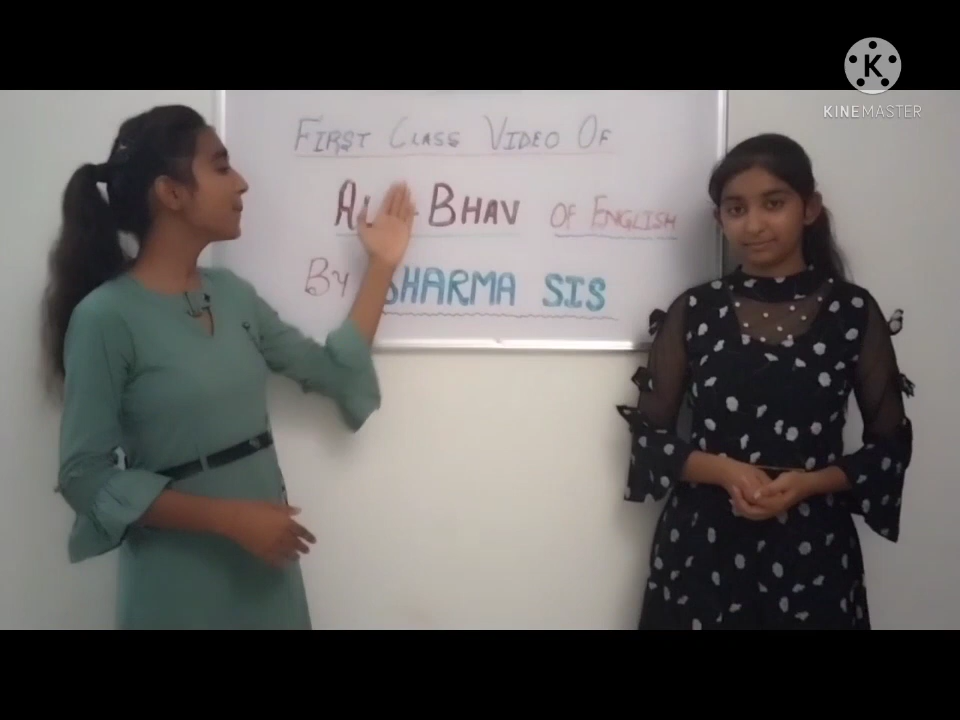 K
KINEMASTER
FIRST CLASS VIDEO OF
BHAV OF ENGLISH
BY SHARMA SIS